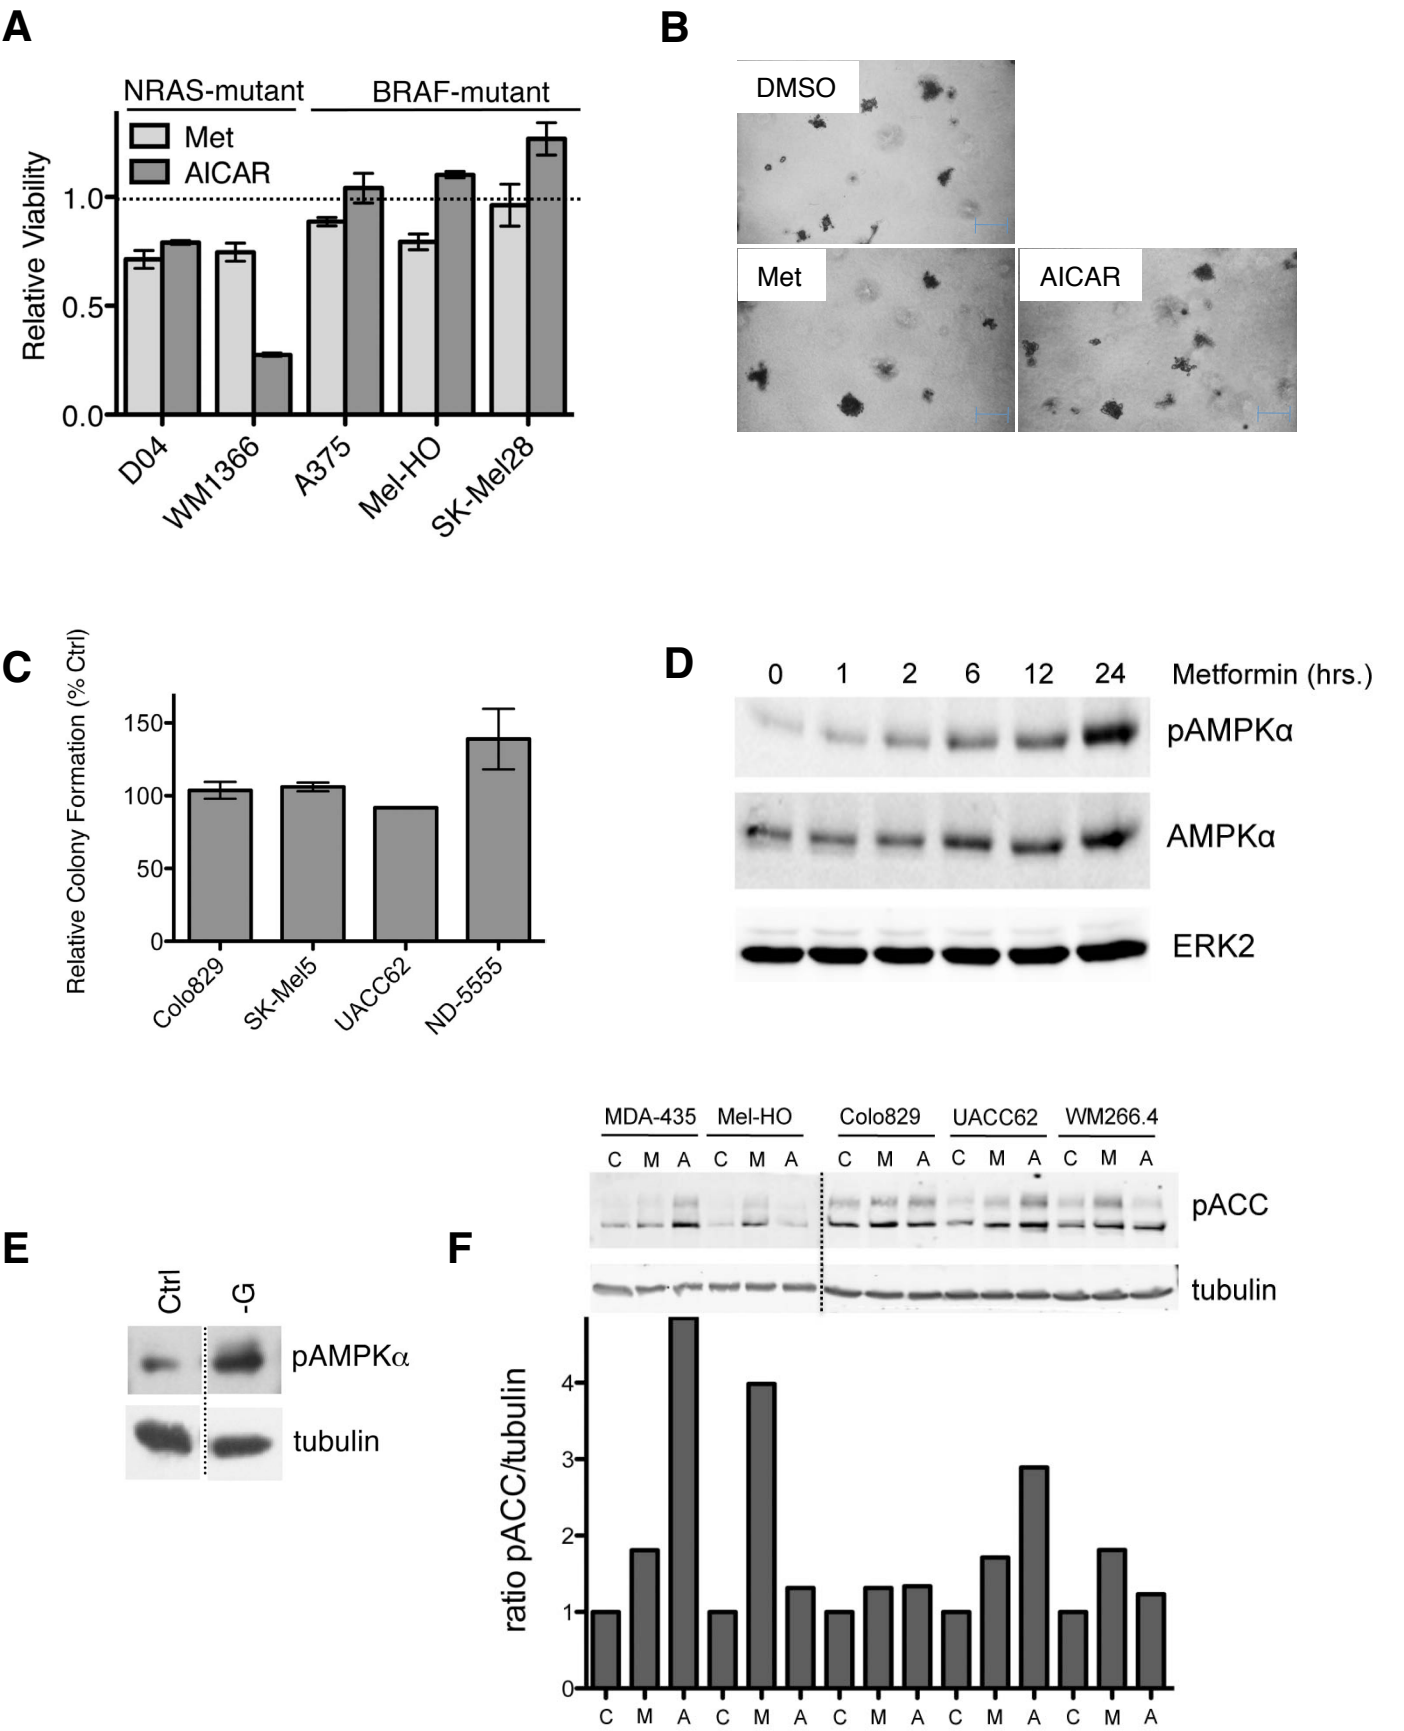 A
NRAS-mutant BRAF-mutant
Met
AICAR
Relative Viability
1.0
0.5
0.0
D04 WM1366 A375 Mel-HO SK-Mel28
B
DMSO
Met AICAR
C
Relative Colony Formation (% Ctrl)
150
100
50
0
Colo829 SK-Mel5 UACC62 ND-5555
D
0 1 2 6 12 24 Metformin (hrs.)
pAMPKα
AMPKα
ERK2
E
Ctrl -G
pAMPKα
tubulin
F
MDA-435 Mel-HO Colo829 UACC62 WM266.4
C M A C M A C M A C M A C M A
pACC
tubulin
ratio pACC/tubulin
4
3
2
1
0
C M A C M A C M A C M A C M A